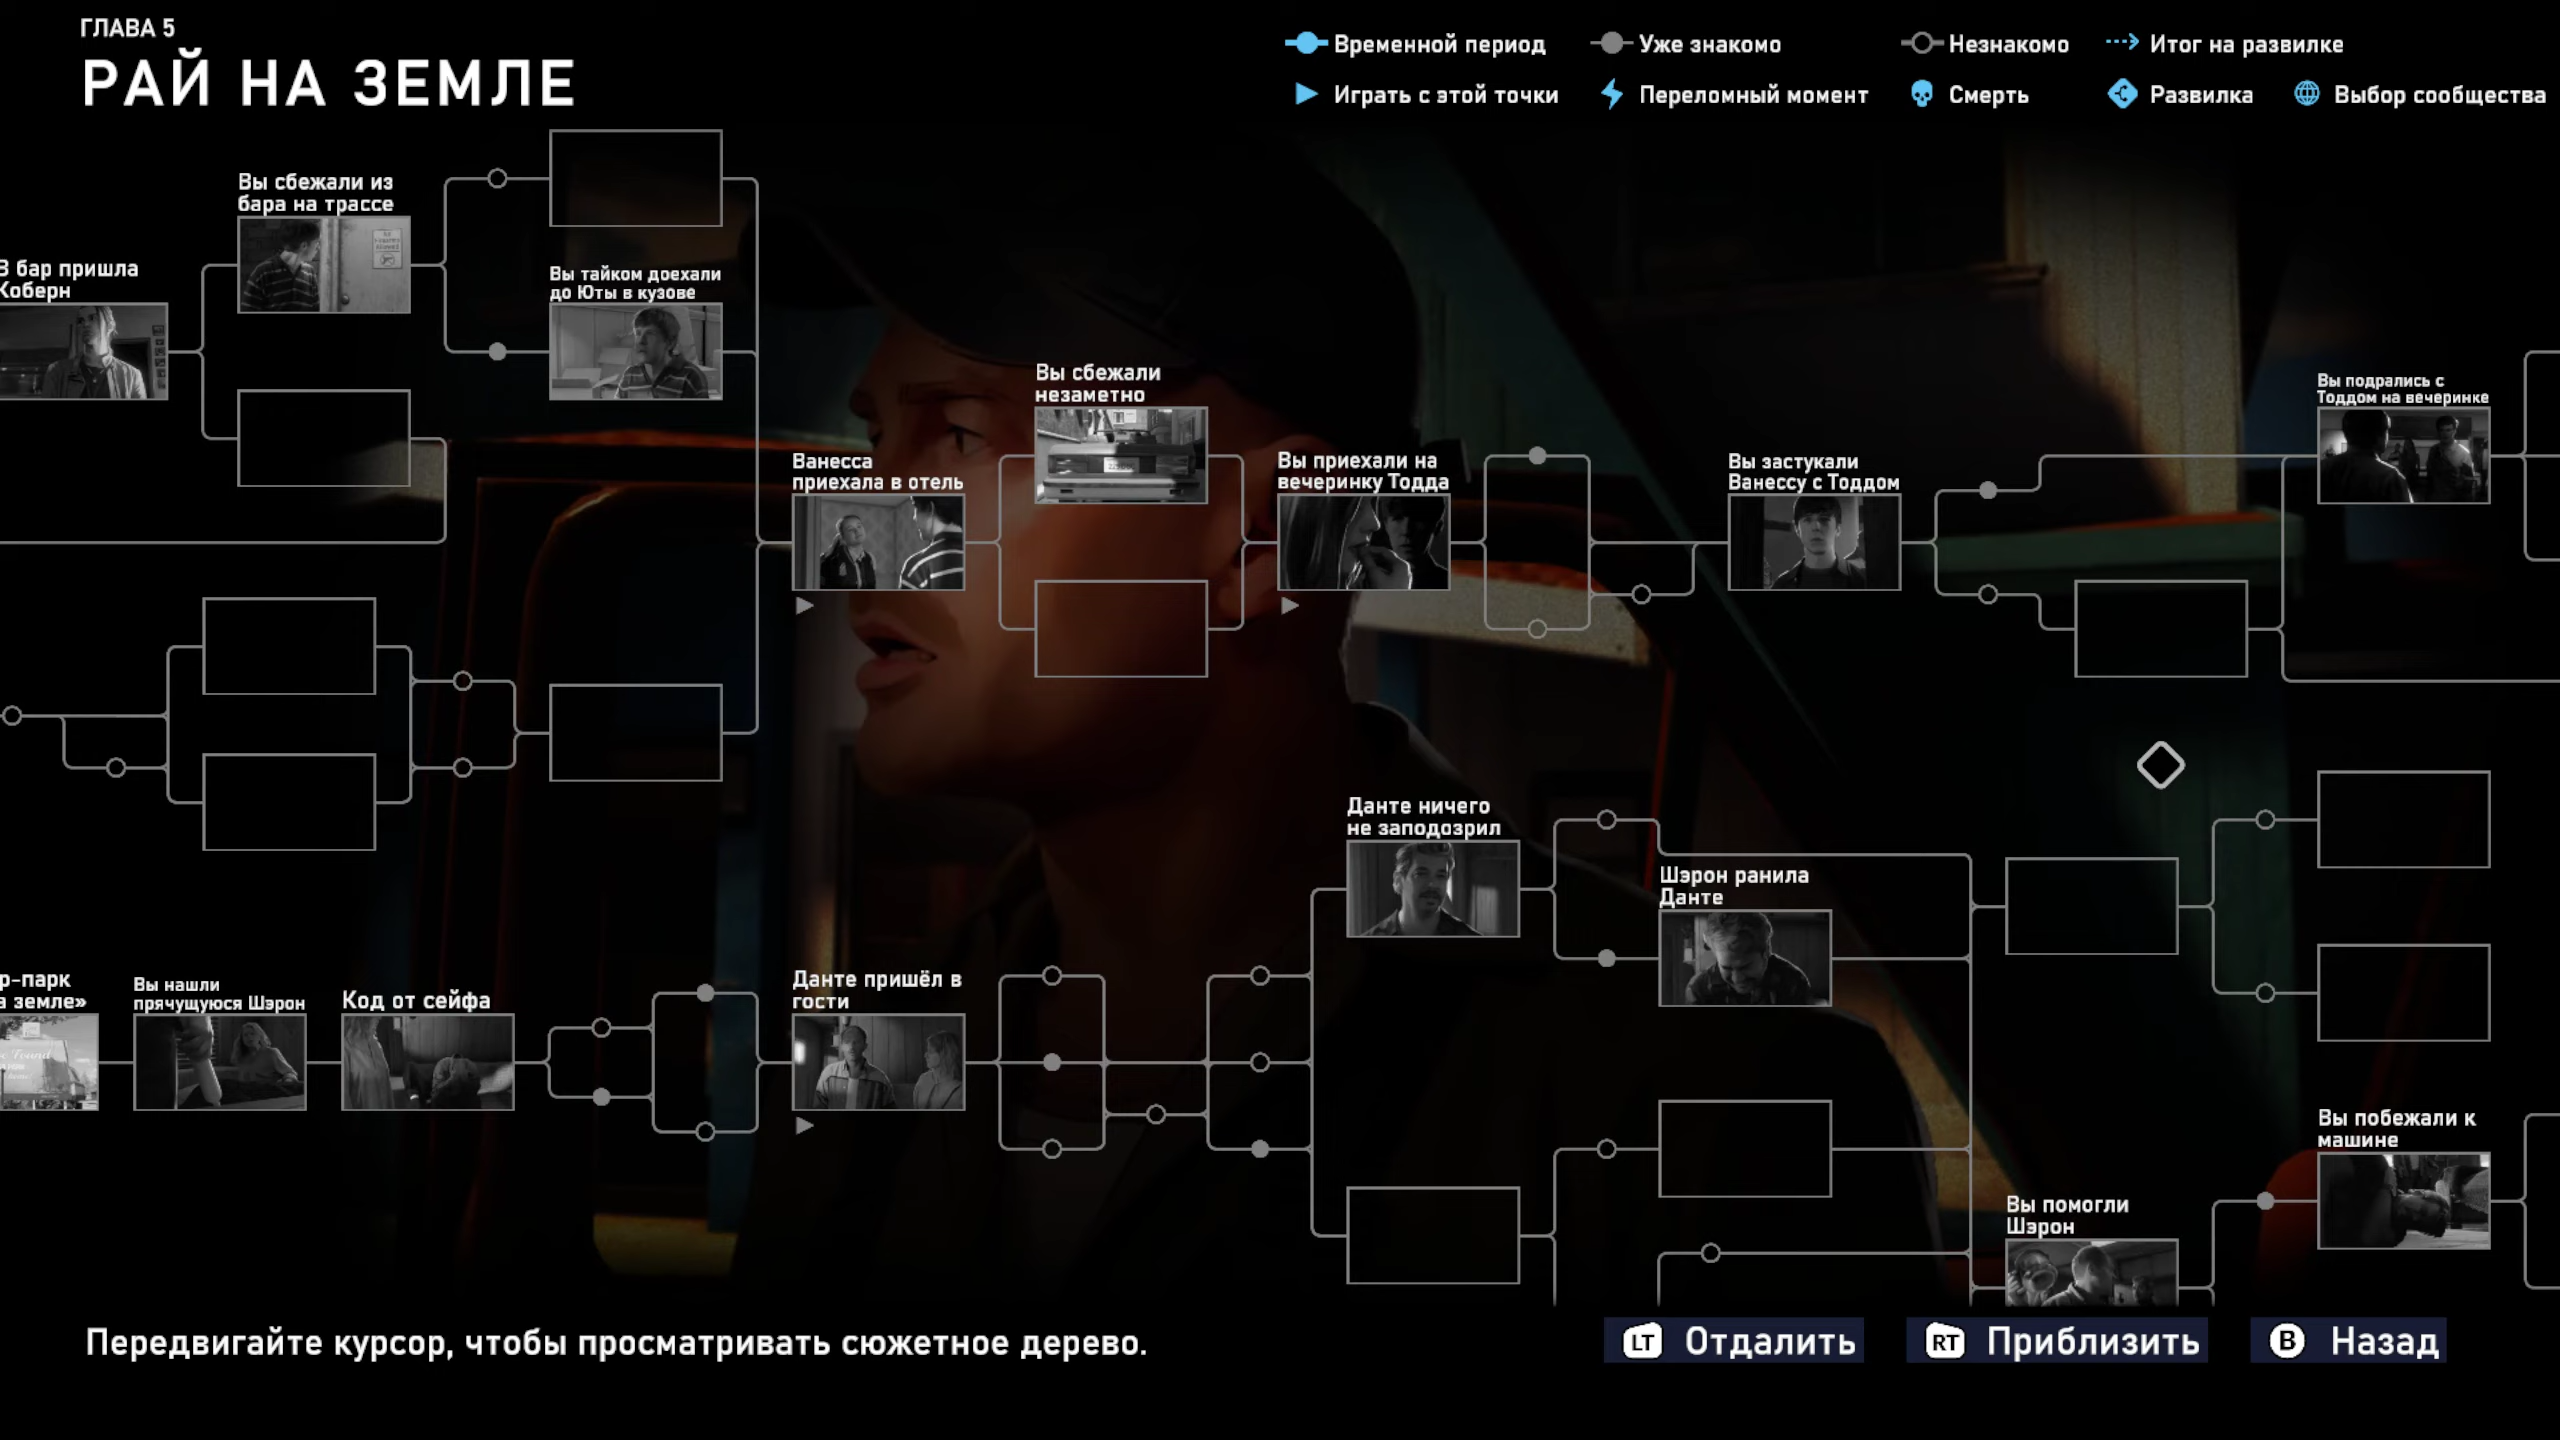 ГЛАВА 5
РАЙ НА ЗЕМЛЕ
Временной период
Уже знакомо
Незнакомо
Итог на развилке
Играть с этой точки
Переломный момент
Смерть
Развилка
Выбор сообщества
Вы сбежали из
бара на трассе
В бар пришла
Коберн
Вы тайком доехали
до Юты в кузове
Вы сбежали
незаметно
Вы подрались с
Тоддом на вечеринке
Ванесса
приехала в отель
Вы приехали на
вечеринку Тодда
Вы застукали
Ванессу с Тоддом
Данте ничего
не заподозрил
Шэрон ранила
Данте
р-парк
а земле»
Вы нашли
прячущуюся Шэрон
Код от сейфа
Данте пришёл в
гости
Вы побежали к
машине
Вы помогли
Шэрон
Передвигайте курсор, чтобы просматривать сюжетное дерево.
LT Отдалить
RT Приблизить
B Назад